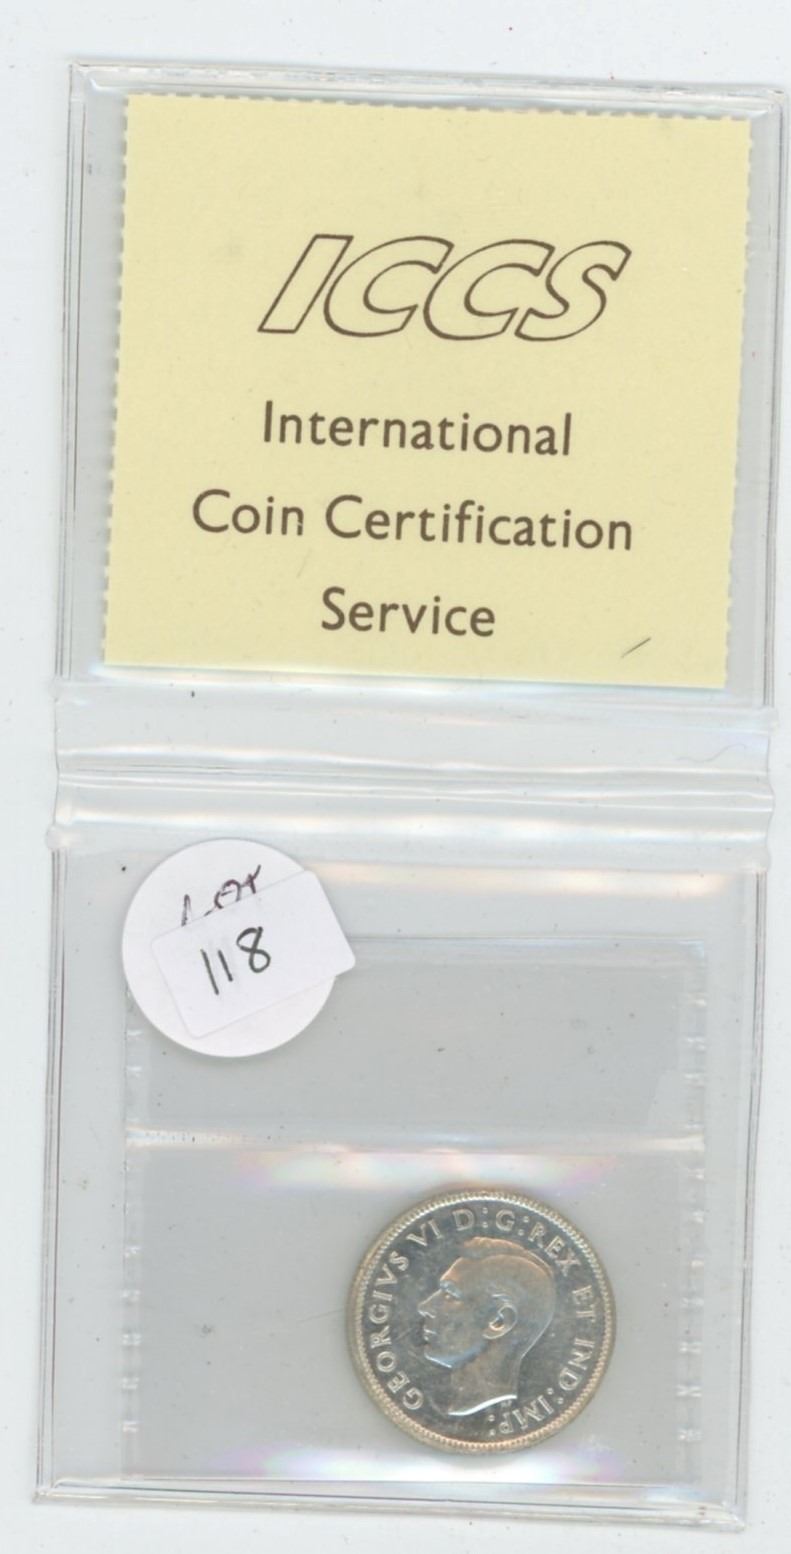 ICCS
International
Coin Certification
Service
LOT
118
GEORGIVS VI D:G:REX ET IND:IMP: